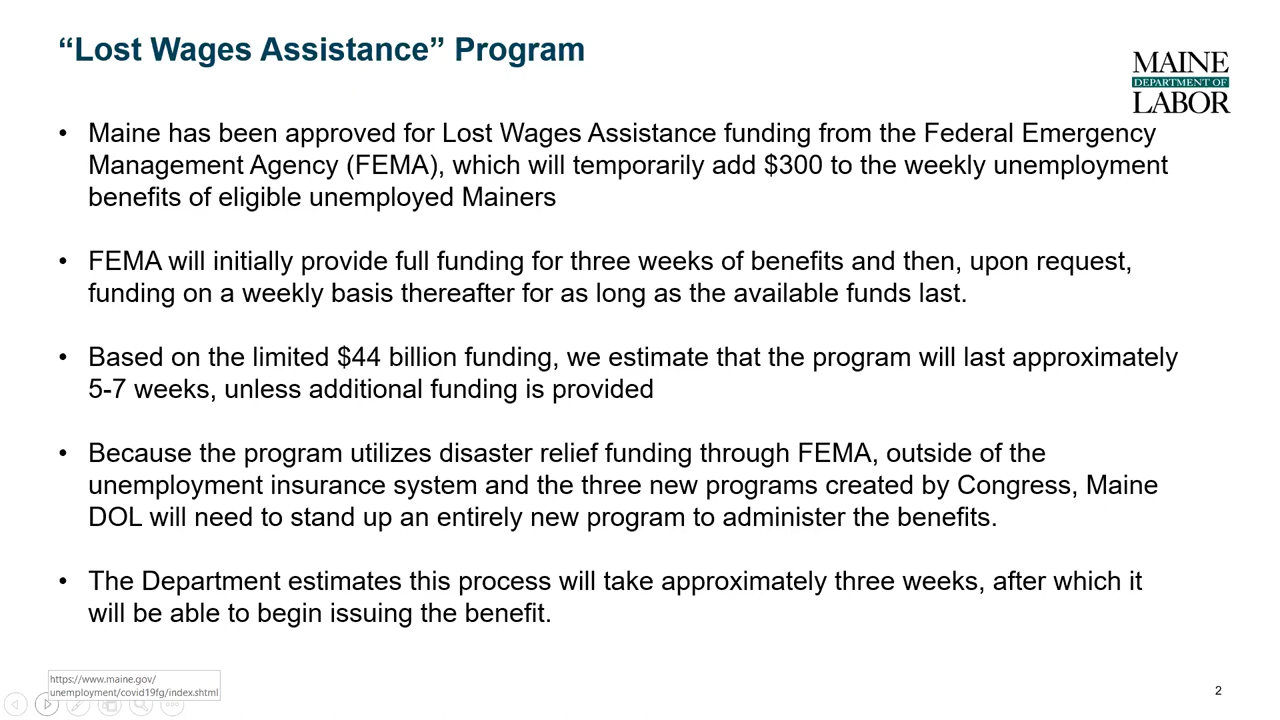 “Lost Wages Assistance” Program
MAINE
DEPARTMENT OF
LABOR
• Maine has been approved for Lost Wages Assistance funding from the Federal Emergency
Management Agency (FEMA), which will temporarily add $300 to the weekly unemployment
benefits of eligible unemployed Mainers
• FEMA will initially provide full funding for three weeks of benefits and then, upon request,
funding on a weekly basis thereafter for as long as the available funds last.
• Based on the limited $44 billion funding, we estimate that the program will last approximately
5-7 weeks, unless additional funding is provided
• Because the program utilizes disaster relief funding through FEMA, outside of the
unemployment insurance system and the three new programs created by Congress, Maine
DOL will need to stand up an entirely new program to administer the benefits.
• The Department estimates this process will take approximately three weeks, after which it
will be able to begin issuing the benefit.
https://www.maine.gov/
unemployment/covid19fg/index.shtml
2